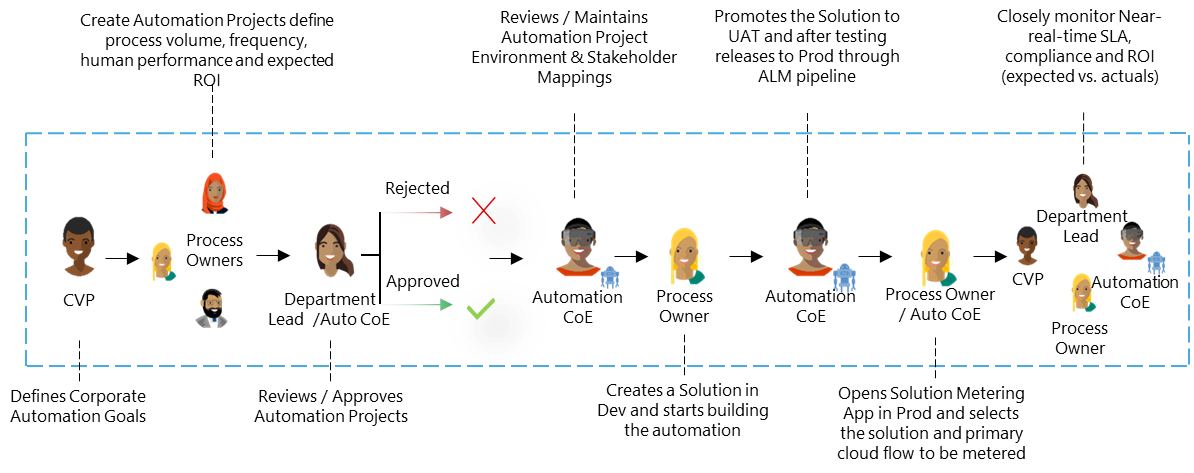 Create Automation Projects define
process volume, frequency,
human performance and expected
ROI
Reviews / Maintains
Automation Project
Environment & Stakeholder
Mappings
Promotes the Solution to
UAT and after testing
releases to Prod through
ALM pipeline
Closely monitor Near-
real-time SLA,
compliance and ROI
(expected vs. actuals)
CVP
Process
Owners
Department
Lead /Auto CoE
Rejected
Approved
Automation
CoE
Process
Owner
Automation
CoE
Process Owner
/ Auto CoE
Department
Lead
CVP
Automation
CoE
Process
Owner
Defines Corporate
Automation Goals
Reviews / Approves
Automation Projects
Creates a Solution in
Dev and starts building
the automation
Opens Solution Metering
App in Prod and selects
the solution and primary
cloud flow to be metered